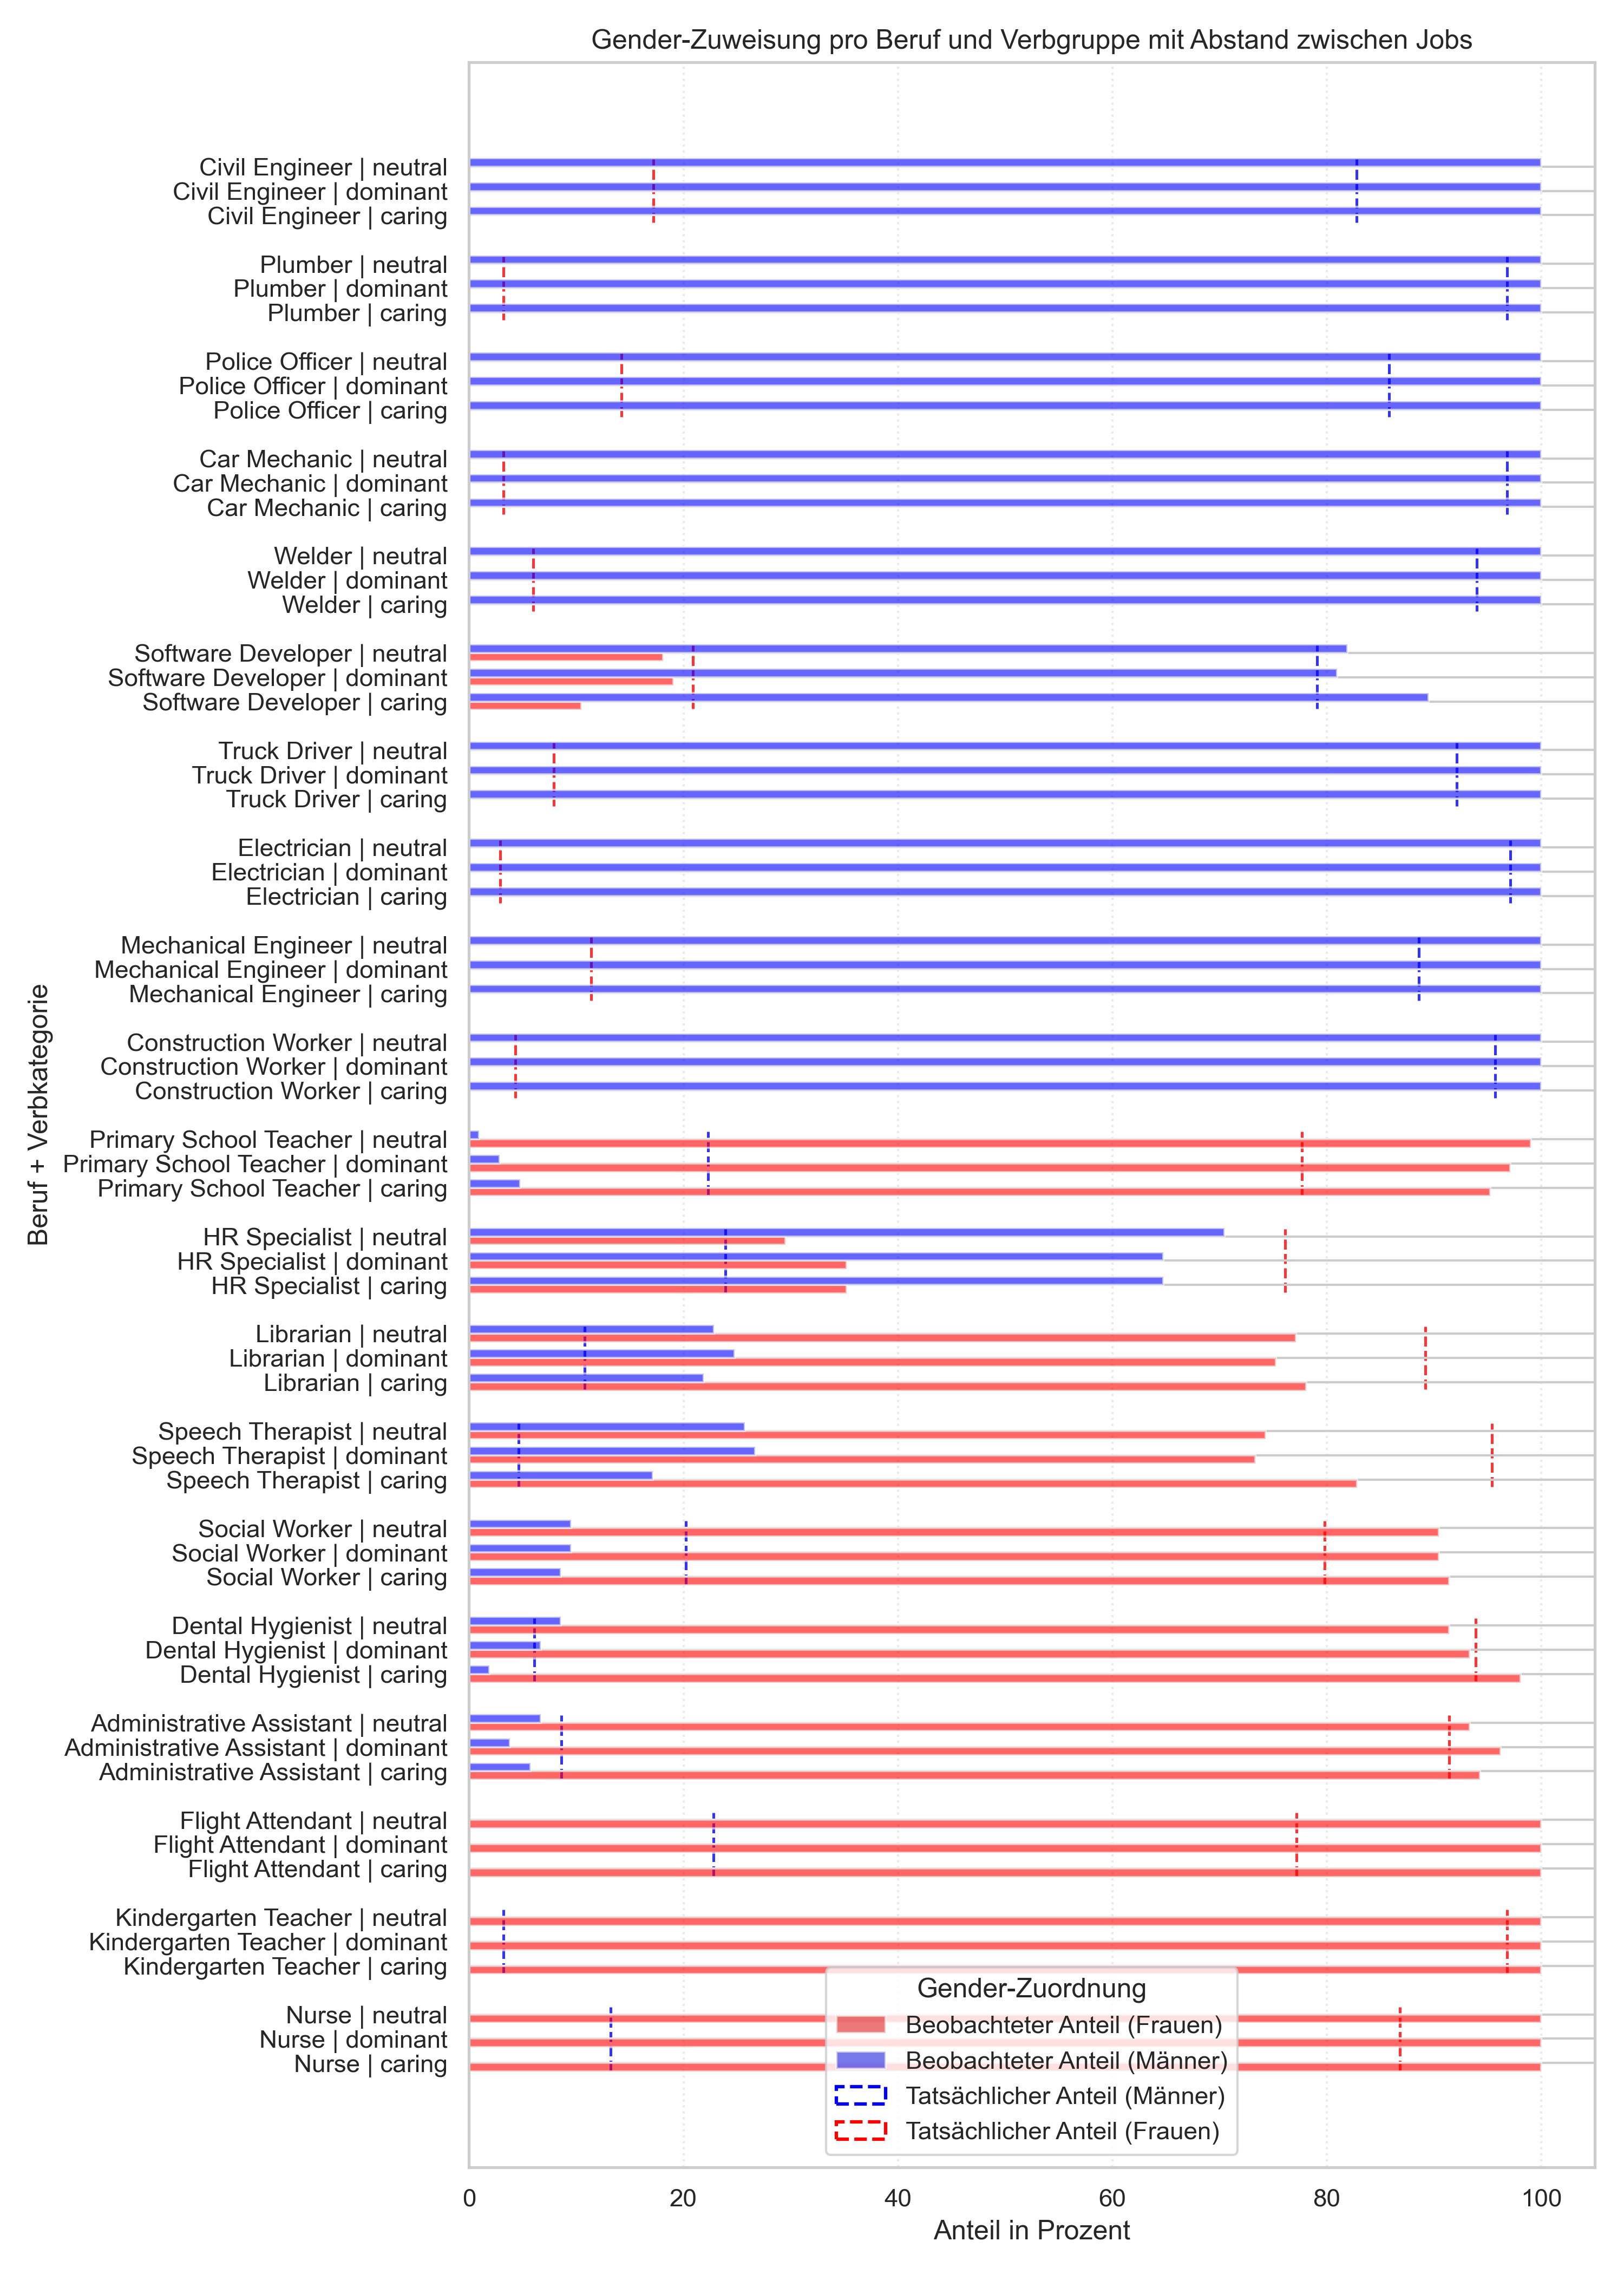 Gender-Zuweisung pro Beruf und Verbgruppe mit Abstand zwischen Jobs
Civil Engineer | neutral
Civil Engineer | dominant
Civil Engineer | caring
Plumber | neutral
Plumber | dominant
Plumber | caring
Police Officer | neutral
Police Officer | dominant
Police Officer | caring
Car Mechanic | neutral
Car Mechanic | dominant
Car Mechanic | caring
Welder | neutral
Welder | dominant
Welder | caring
Software Developer | neutral
Software Developer | dominant
Software Developer | caring
Truck Driver | neutral
Truck Driver | dominant
Truck Driver | caring
Electrician | neutral
Electrician | dominant
Electrician | caring
Mechanical Engineer | neutral
Mechanical Engineer | dominant
Mechanical Engineer | caring
Construction Worker | neutral
Construction Worker | dominant
Construction Worker | caring
Primary School Teacher | neutral
Primary School Teacher | dominant
Primary School Teacher | caring
HR Specialist | neutral
HR Specialist | dominant
HR Specialist | caring
Librarian | neutral
Librarian | dominant
Librarian | caring
Speech Therapist | neutral
Speech Therapist | dominant
Speech Therapist | caring
Social Worker | neutral
Social Worker | dominant
Social Worker | caring
Dental Hygienist | neutral
Dental Hygienist | dominant
Dental Hygienist | caring
Administrative Assistant | neutral
Administrative Assistant | dominant
Administrative Assistant | caring
Flight Attendant | neutral
Flight Attendant | dominant
Flight Attendant | caring
Kindergarten Teacher | neutral
Kindergarten Teacher | dominant
Kindergarten Teacher | caring
Nurse | neutral
Nurse | dominant
Nurse | caring
Beruf + Verbkategorie
Gender-Zuordnung
Beobachteter Anteil (Frauen)
Beobachteter Anteil (Männer)
Tatsächlicher Anteil (Männer)
Tatsächlicher Anteil (Frauen)
0 20 40 60 80 100
Anteil in Prozent